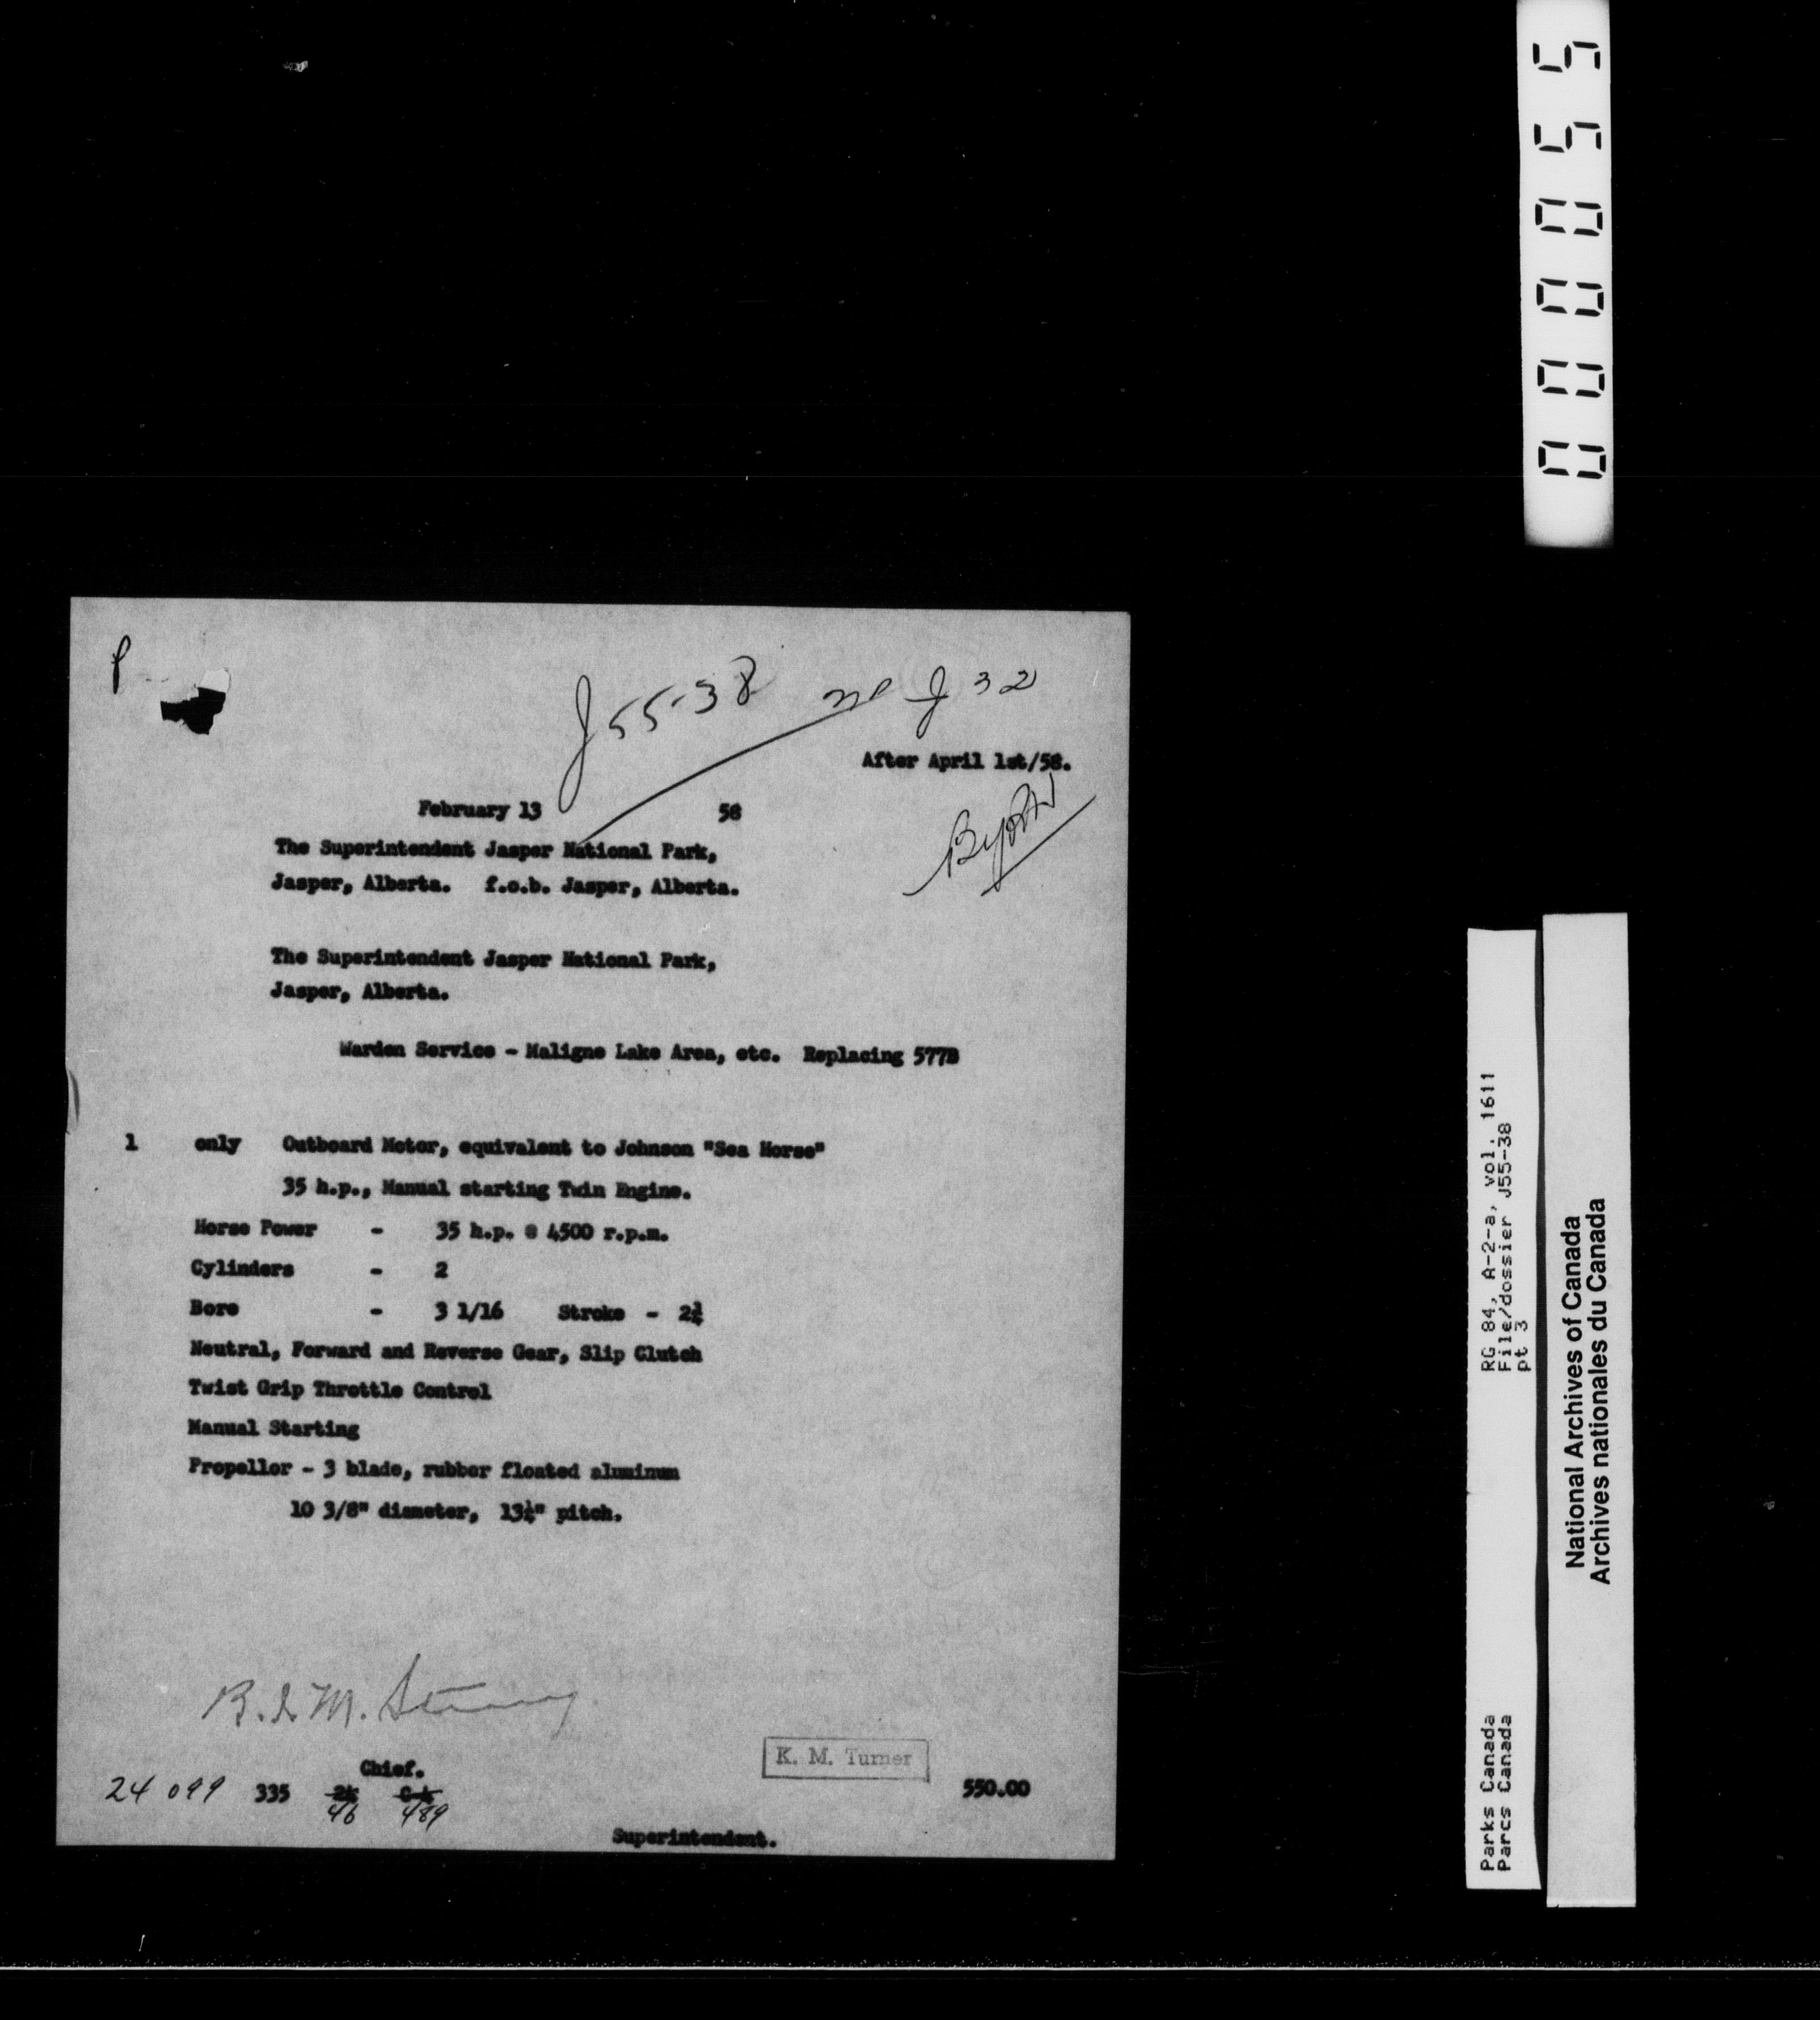 000055
P
J 55-38
J 32
After April 1st/58.
February 13 58
The Superintendent Jasper National Park,
Jasper, Alberta. f.o.b. Jasper, Alberta.
The Superintendent Jasper National Park,
Jasper, Alberta.
Warden Service - Maligne Lake Area, etc. Replacing 577B
1 only Outboard Motor, equivalent to Johnson "Sea Horse"
35 h.p., Manual starting Twin Engine.
Horse Power - 35 h.p. @ 4500 r.p.m.
Cylinders - 2
Bore - 3 1/16 Stroke - 2¾
Neutral, Forward and Reverse Gear, Slip Clutch
Twist Grip Throttle Control
Manual Starting
Propellor - 3 blade, rubber floated aluminum
10 3/8" diameter, 13¼" pitch.
Chief.
K. M. Turner
24 099 335 550.00
46 489
Superintendent.
RG 84, A-2-a, vol. 1611
File/dossier J55-38
pt 3
Parks Canada
Parcs Canada
National Archives of Canada
Archives nationales du Canada